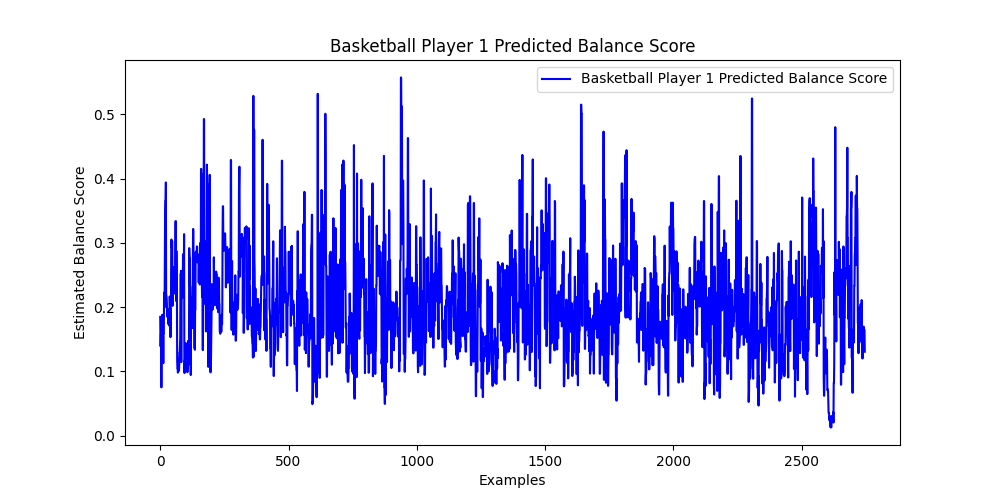 Basketball Player 1 Predicted Balance Score
Basketball Player 1 Predicted Balance Score
Estimated Balance Score
0.5
0.4
0.3
0.2
0.1
0.0
0 500 1000 1500 2000 2500
Examples